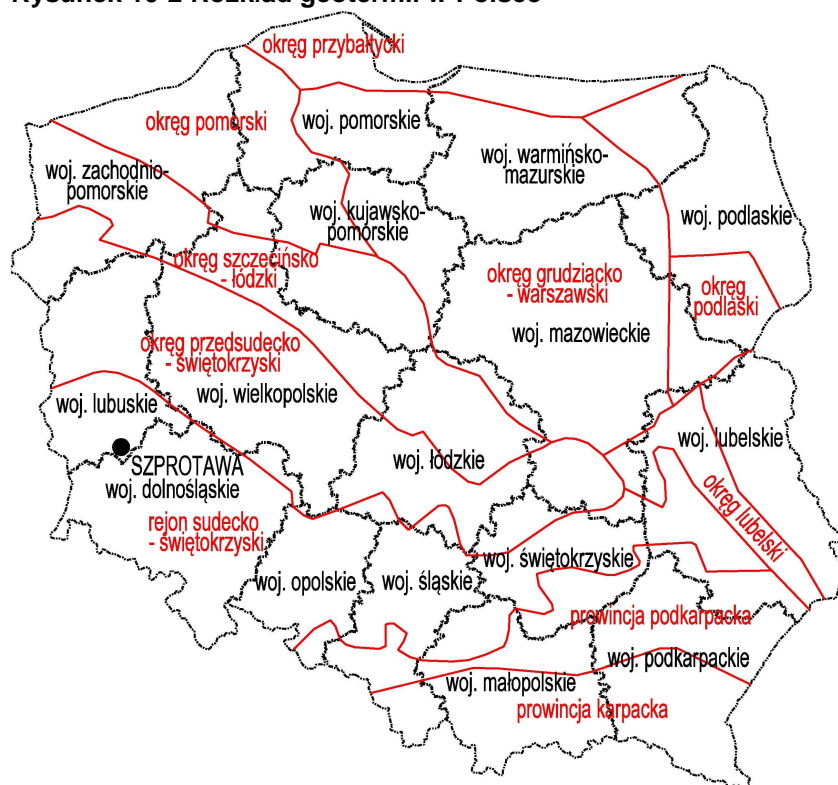 okręg przybałtycki
okręg pomorski
woj. pomorskie
woj. zachodnio-
pomorskie
woj. warmińsko-
mazurskie
woj. kujawsko-
pomorskie
woj. podlaskie
okręg szczecińsko
- łódzki
okręg grudziącko
- warszawski
okręg
podlaski
woj. mazowieckie
okręg przedsudecko
- świętokrzyski
woj. wielkopolskie
woj. lubuskie
woj. lubelskie
woj. łódzkie
SZPROTAWA
woj. dolnośląskie
okręg lubelski
rejon sudecko
- świętokrzyski
woj. świętokrzyskie
woj. opolskie
woj. śląskie
prowincja podkarpacka
woj. podkarpackie
woj. małopolskie
prowincja karpacka